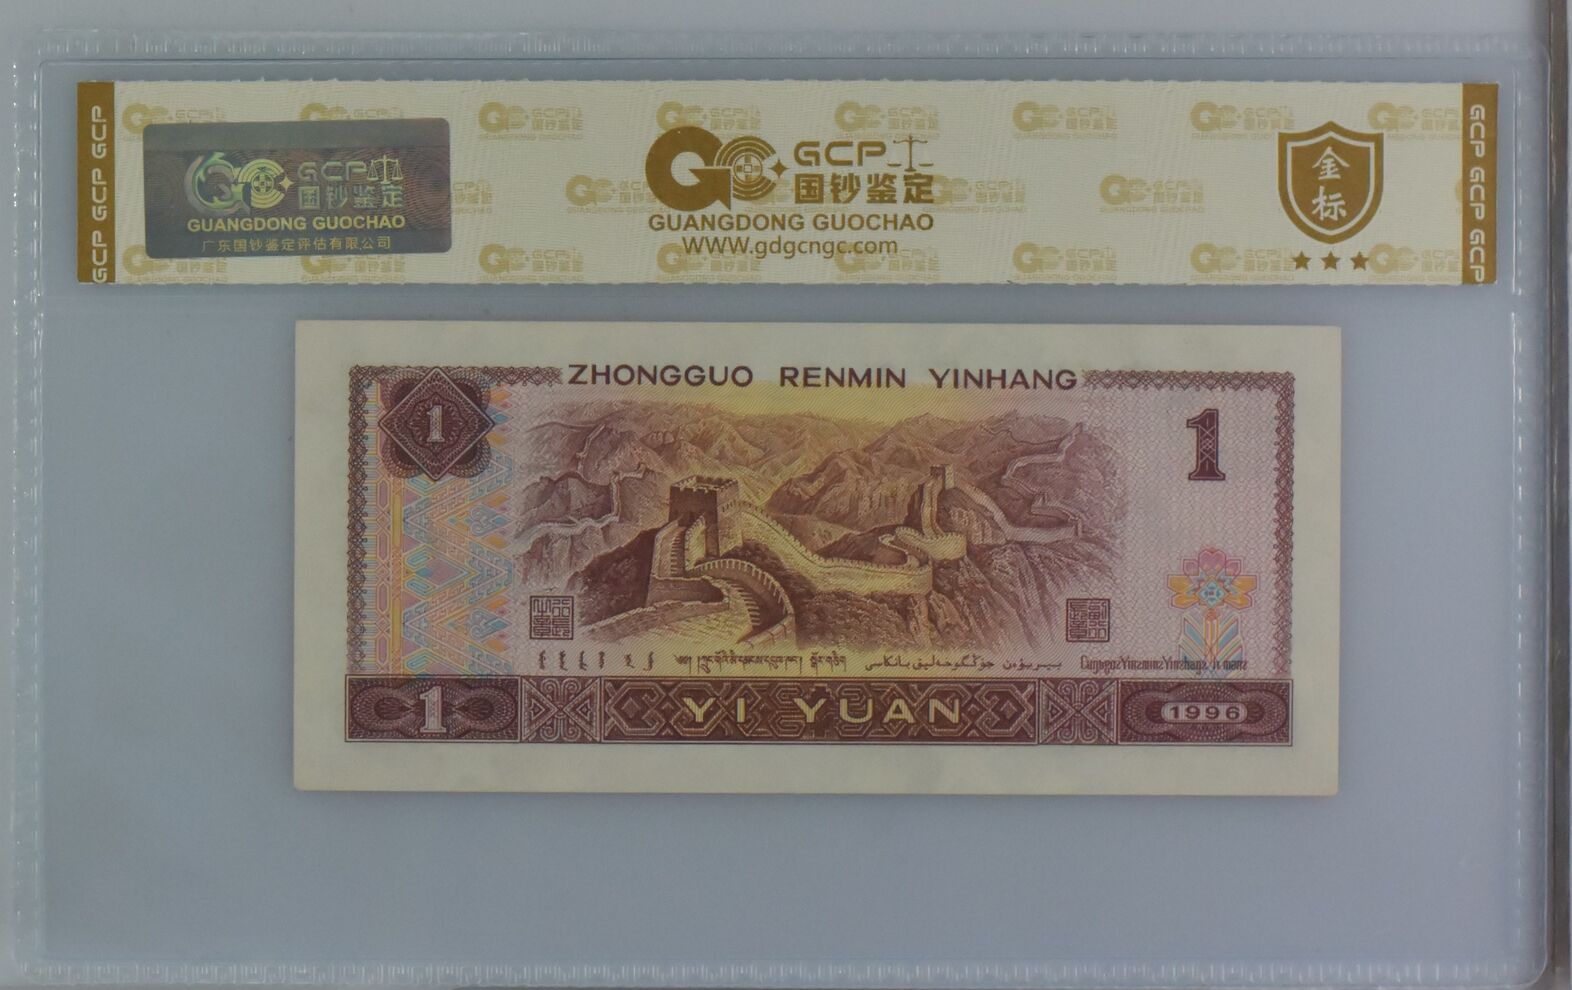 GCP GCP GCP
GCP
国钞鉴定
GUANGDONG GUOCHAO
广东国钞鉴定评估有限公司
GCP
国钞鉴定
GUANGDONG GUOCHAO
WWW.gdgcngc.com
金
标
GCP GCP GCP
ZHONGGUO RENMIN YINHANG
1
1
1
YI YUAN
1996